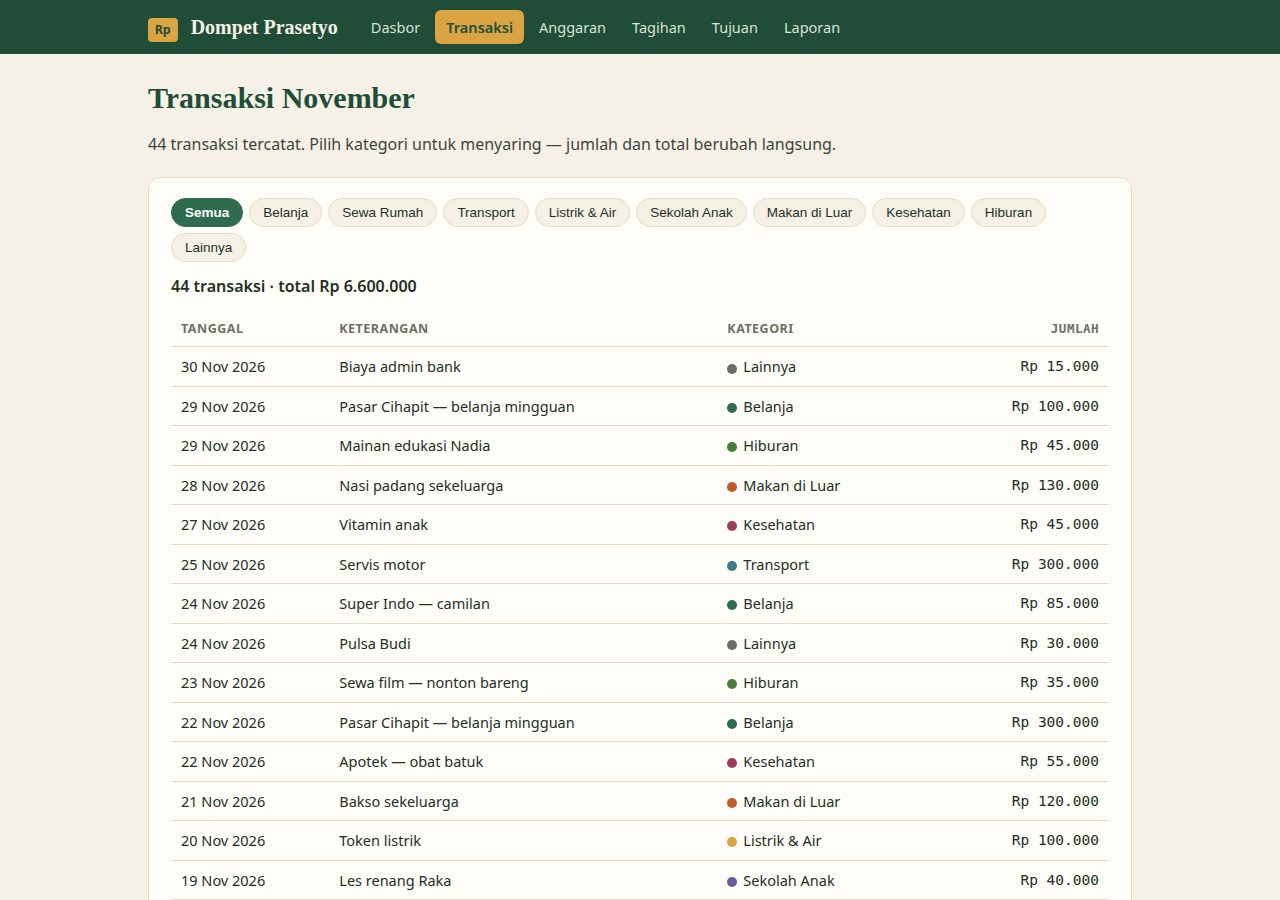 Rp Dompet Prasetyo Dasbor Transaksi Anggaran Tagihan Tujuan Laporan
Transaksi November
44 transaksi tercatat. Pilih kategori untuk menyaring — jumlah dan total berubah langsung.
Semua Belanja Sewa Rumah Transport Listrik & Air Sekolah Anak Makan di Luar Kesehatan Hiburan
Lainnya
44 transaksi · total Rp 6.600.000
TANGGAL KETERANGAN KATEGORI JUMLAH
30 Nov 2026 Biaya admin bank Lainnya Rp 15.000
29 Nov 2026 Pasar Cihapit — belanja mingguan Belanja Rp 100.000
29 Nov 2026 Mainan edukasi Nadia Hiburan Rp 45.000
28 Nov 2026 Nasi padang sekeluarga Makan di Luar Rp 130.000
27 Nov 2026 Vitamin anak Kesehatan Rp 45.000
25 Nov 2026 Servis motor Transport Rp 300.000
24 Nov 2026 Super Indo — camilan Belanja Rp 85.000
24 Nov 2026 Pulsa Budi Lainnya Rp 30.000
23 Nov 2026 Sewa film — nonton bareng Hiburan Rp 35.000
22 Nov 2026 Pasar Cihapit — belanja mingguan Belanja Rp 300.000
22 Nov 2026 Apotek — obat batuk Kesehatan Rp 55.000
21 Nov 2026 Bakso sekeluarga Makan di Luar Rp 120.000
20 Nov 2026 Token listrik Listrik & Air Rp 100.000
19 Nov 2026 Les renang Raka Sekolah Anak Rp 40.000